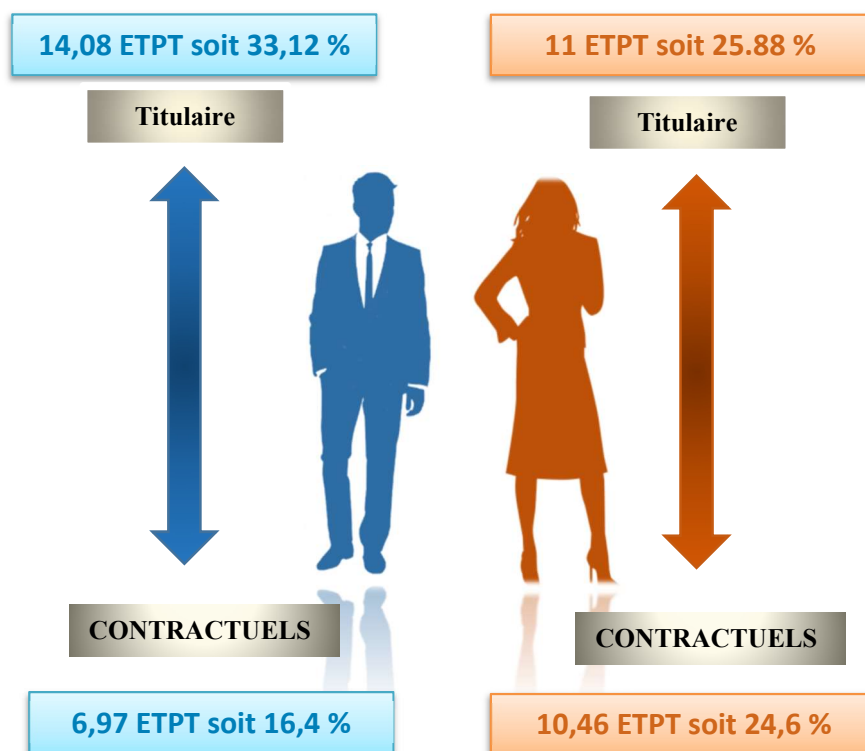 14,08 ETPT soit 33,12 %
11 ETPT soit 25.88 %
Titulaire
Titulaire
CONTRACTUELS
CONTRACTUELS
6,97 ETPT soit 16,4 %
10,46 ETPT soit 24,6 %